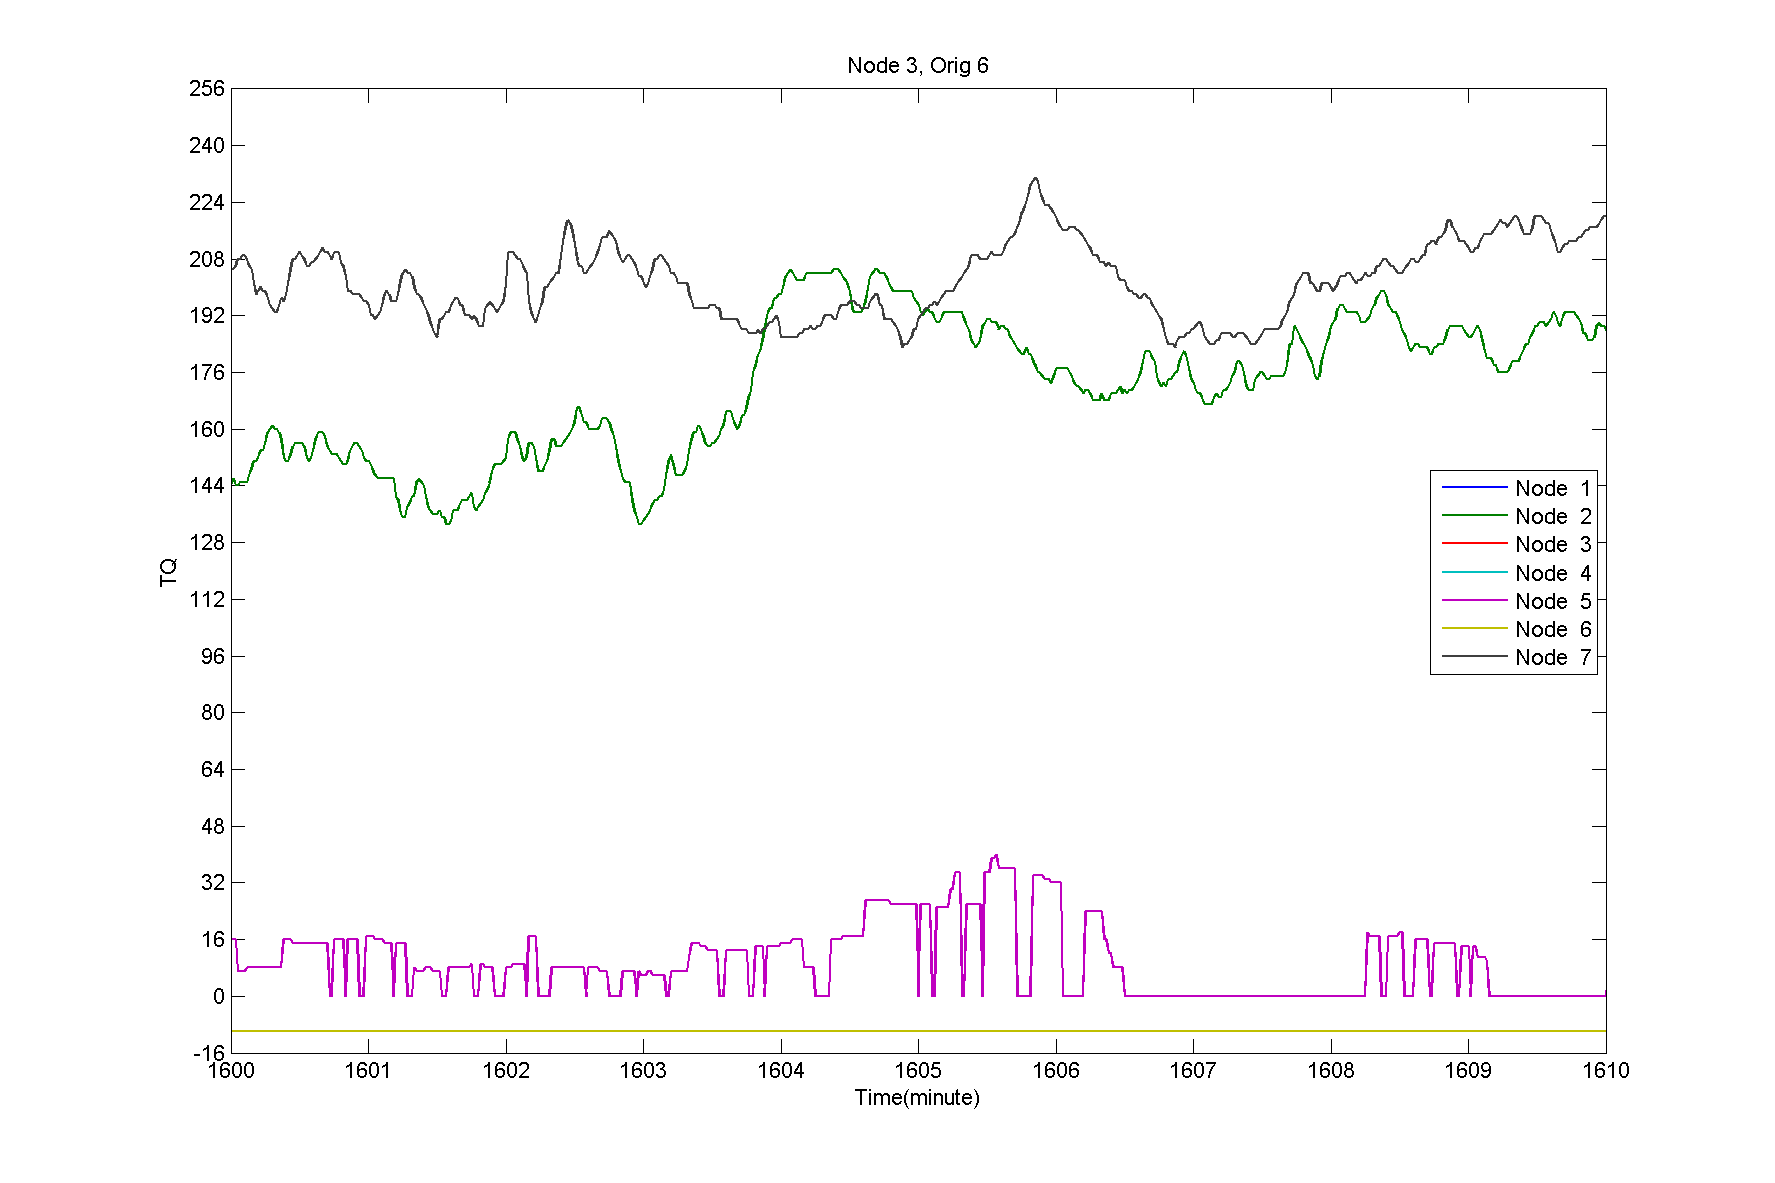 Node 3, Orig 6
256
240
224
208
192
176
160
144
128
112
96
80
64
48
32
16
0
-16
TQ
Node 1
Node 2
Node 3
Node 4
Node 5
Node 6
Node 7
1600 1601 1602 1603 1604 1605 1606 1607 1608 1609 1610
Time(minute)